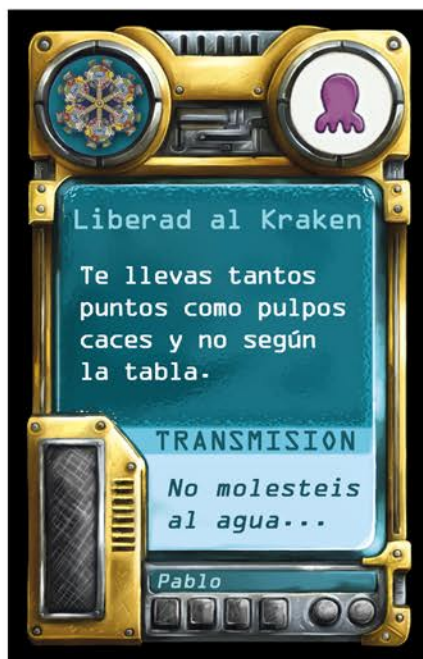 Liberad al Kraken
Te llevas tantos
puntos como pulpos
caces y no según
la tabla.
TRANSMISION
No molesteis
al agua...
Pablo